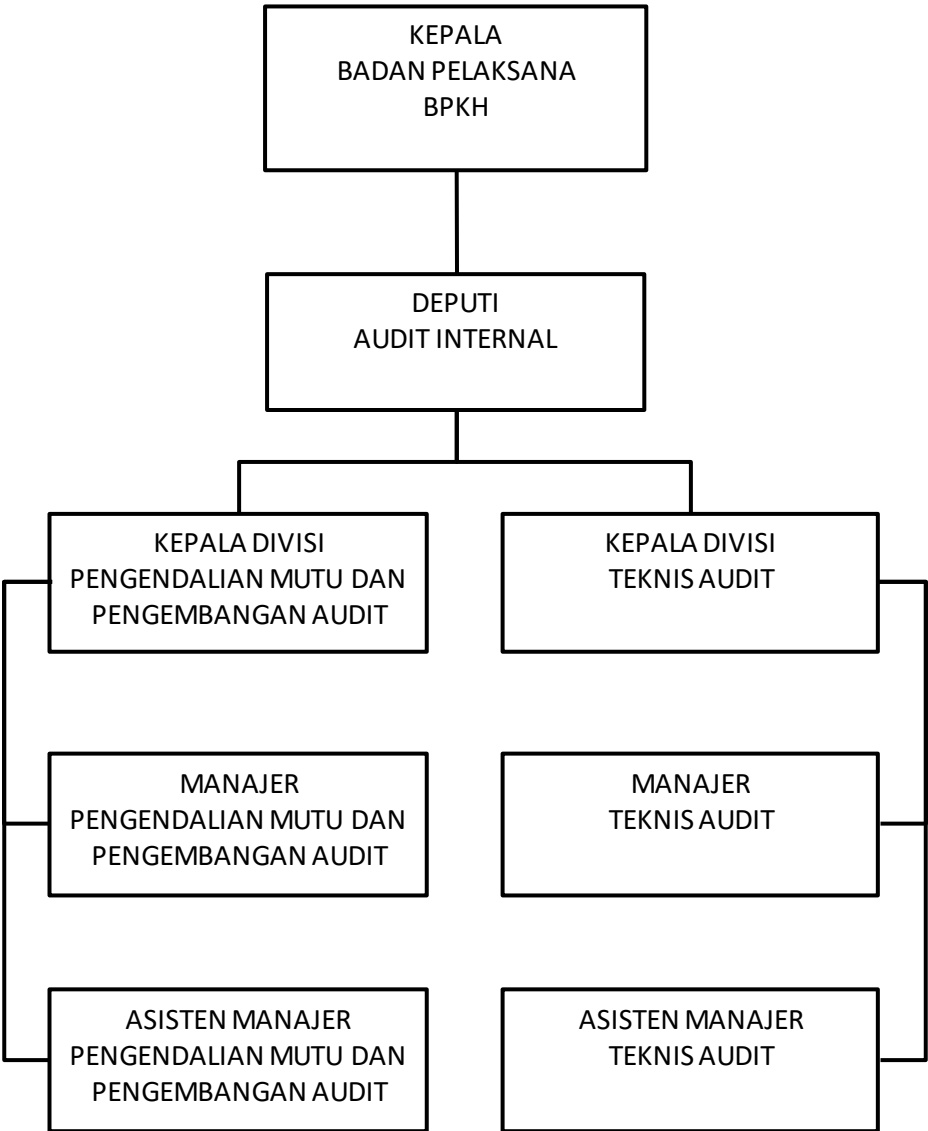 KEPALA
BADAN PELAKSANA
BPKH
DEPUTI
AUDIT INTERNAL
KEPALA DIVISI
PENGENDALIAN MUTU DAN
PENGEMBANGAN AUDIT
KEPALA DIVISI
TEKNIS AUDIT
MANAJER
PENGENDALIAN MUTU DAN
PENGEMBANGAN AUDIT
MANAJER
TEKNIS AUDIT
ASISTEN MANAJER
PENGENDALIAN MUTU DAN
PENGEMBANGAN AUDIT
ASISTEN MANAJER
TEKNIS AUDIT